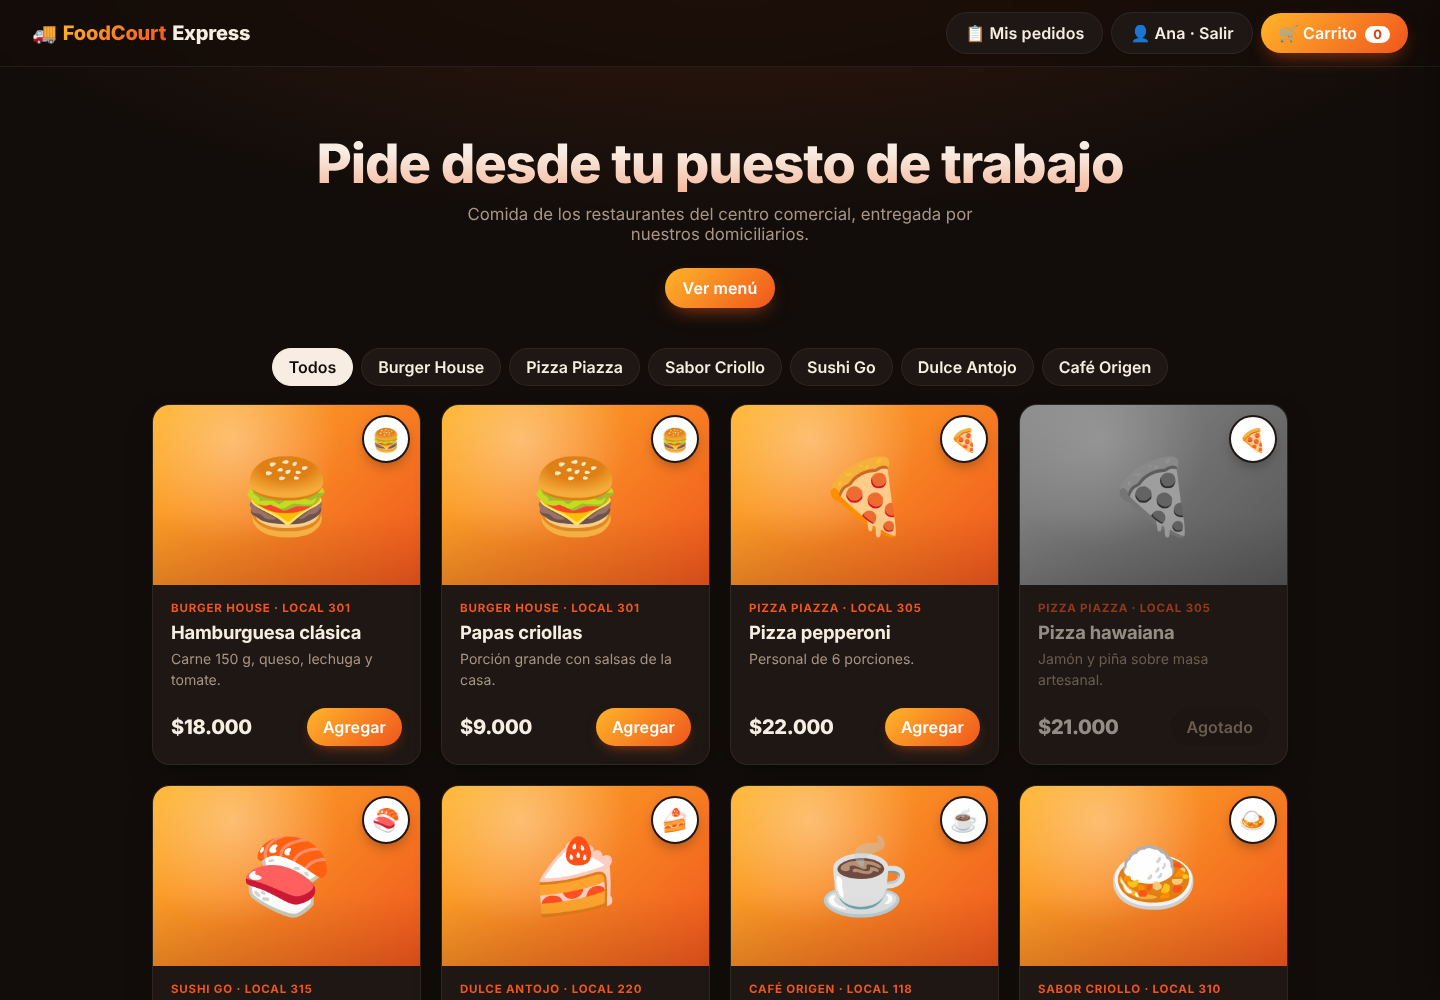 FoodCourt Express
Mis pedidos
Ana · Salir
Carrito 0
Pide desde tu puesto de trabajo
Comida de los restaurantes del centro comercial, entregada por
nuestros domiciliarios.
Ver menú
Todos
Burger House
Pizza Piazza
Sabor Criollo
Sushi Go
Dulce Antojo
Café Origen
BURGER HOUSE · LOCAL 301
Hamburguesa clásica
Carne 150 g, queso, lechuga y
tomate.
$18.000
Agregar
BURGER HOUSE · LOCAL 301
Papas criollas
Porción grande con salsas de la
casa.
$9.000
Agregar
PIZZA PIAZZA · LOCAL 305
Pizza pepperoni
Personal de 6 porciones.
$22.000
Agregar
PIZZA PIAZZA · LOCAL 305
Pizza hawaiana
Jamón y piña sobre masa
artesanal.
$21.000
Agotado
SUSHI GO · LOCAL 315
DULCE ANTOJO · LOCAL 220
CAFÉ ORIGEN · LOCAL 118
SABOR CRIOLLO · LOCAL 310